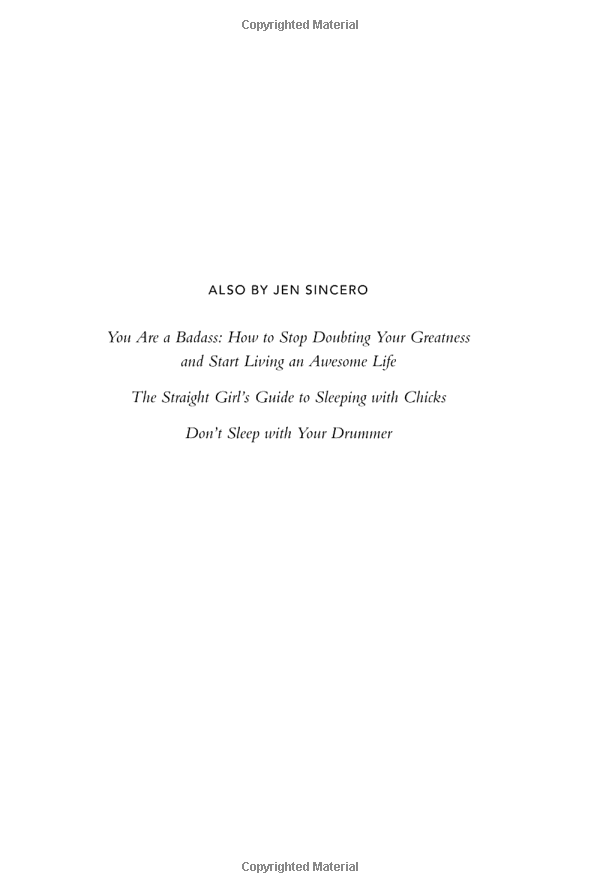 Copyrighted Material
ALSO BY JEN SINCERO
You Are a Badass: How to Stop Doubting Your Greatness
and Start Living an Awesome Life
The Straight Girl’s Guide to Sleeping with Chicks
Don’t Sleep with Your Drummer
Copyrighted Material